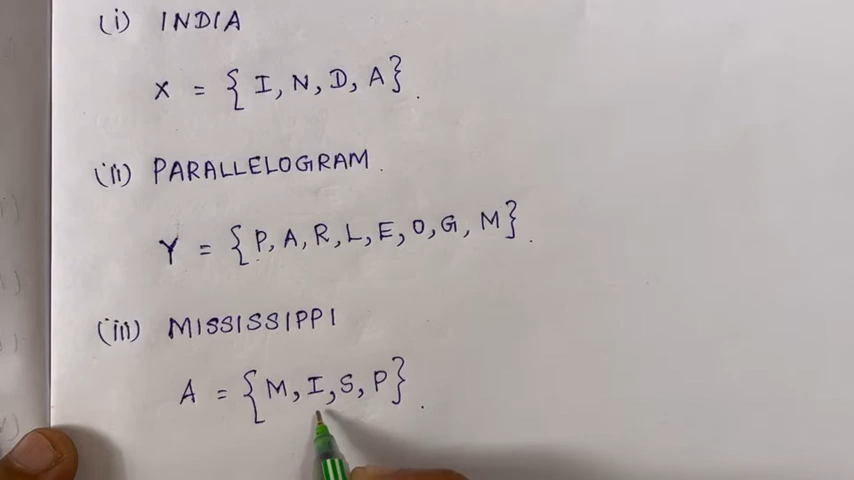 (i) INDIA
X = {I, N, D, A}.
(ii) PARALLELOGRAM.
Y = {P, A, R, L, E, O, G, M}.
(iii) MISSISSIPPI
A = {M, I, S, P}.